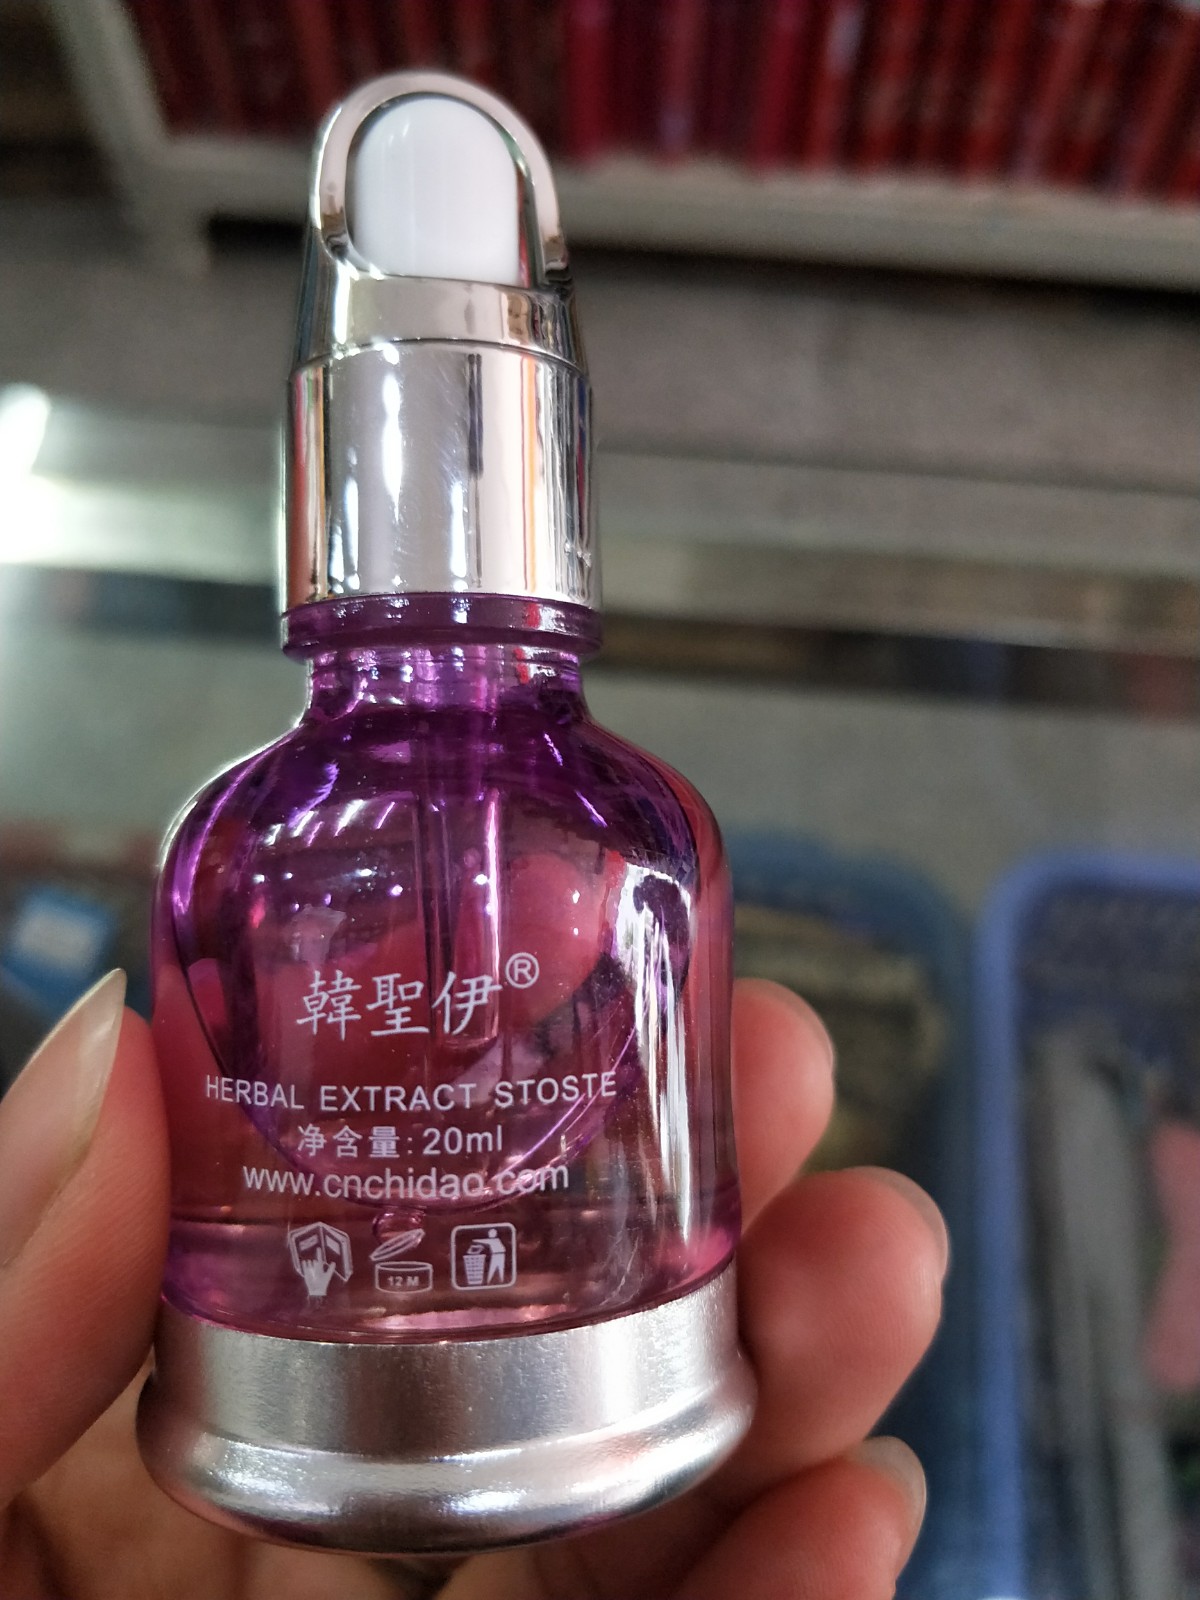 韓聖伊®
HERBAL EXTRACT STOSTE
净含量: 20ml
www.cnchidao.com
12 M